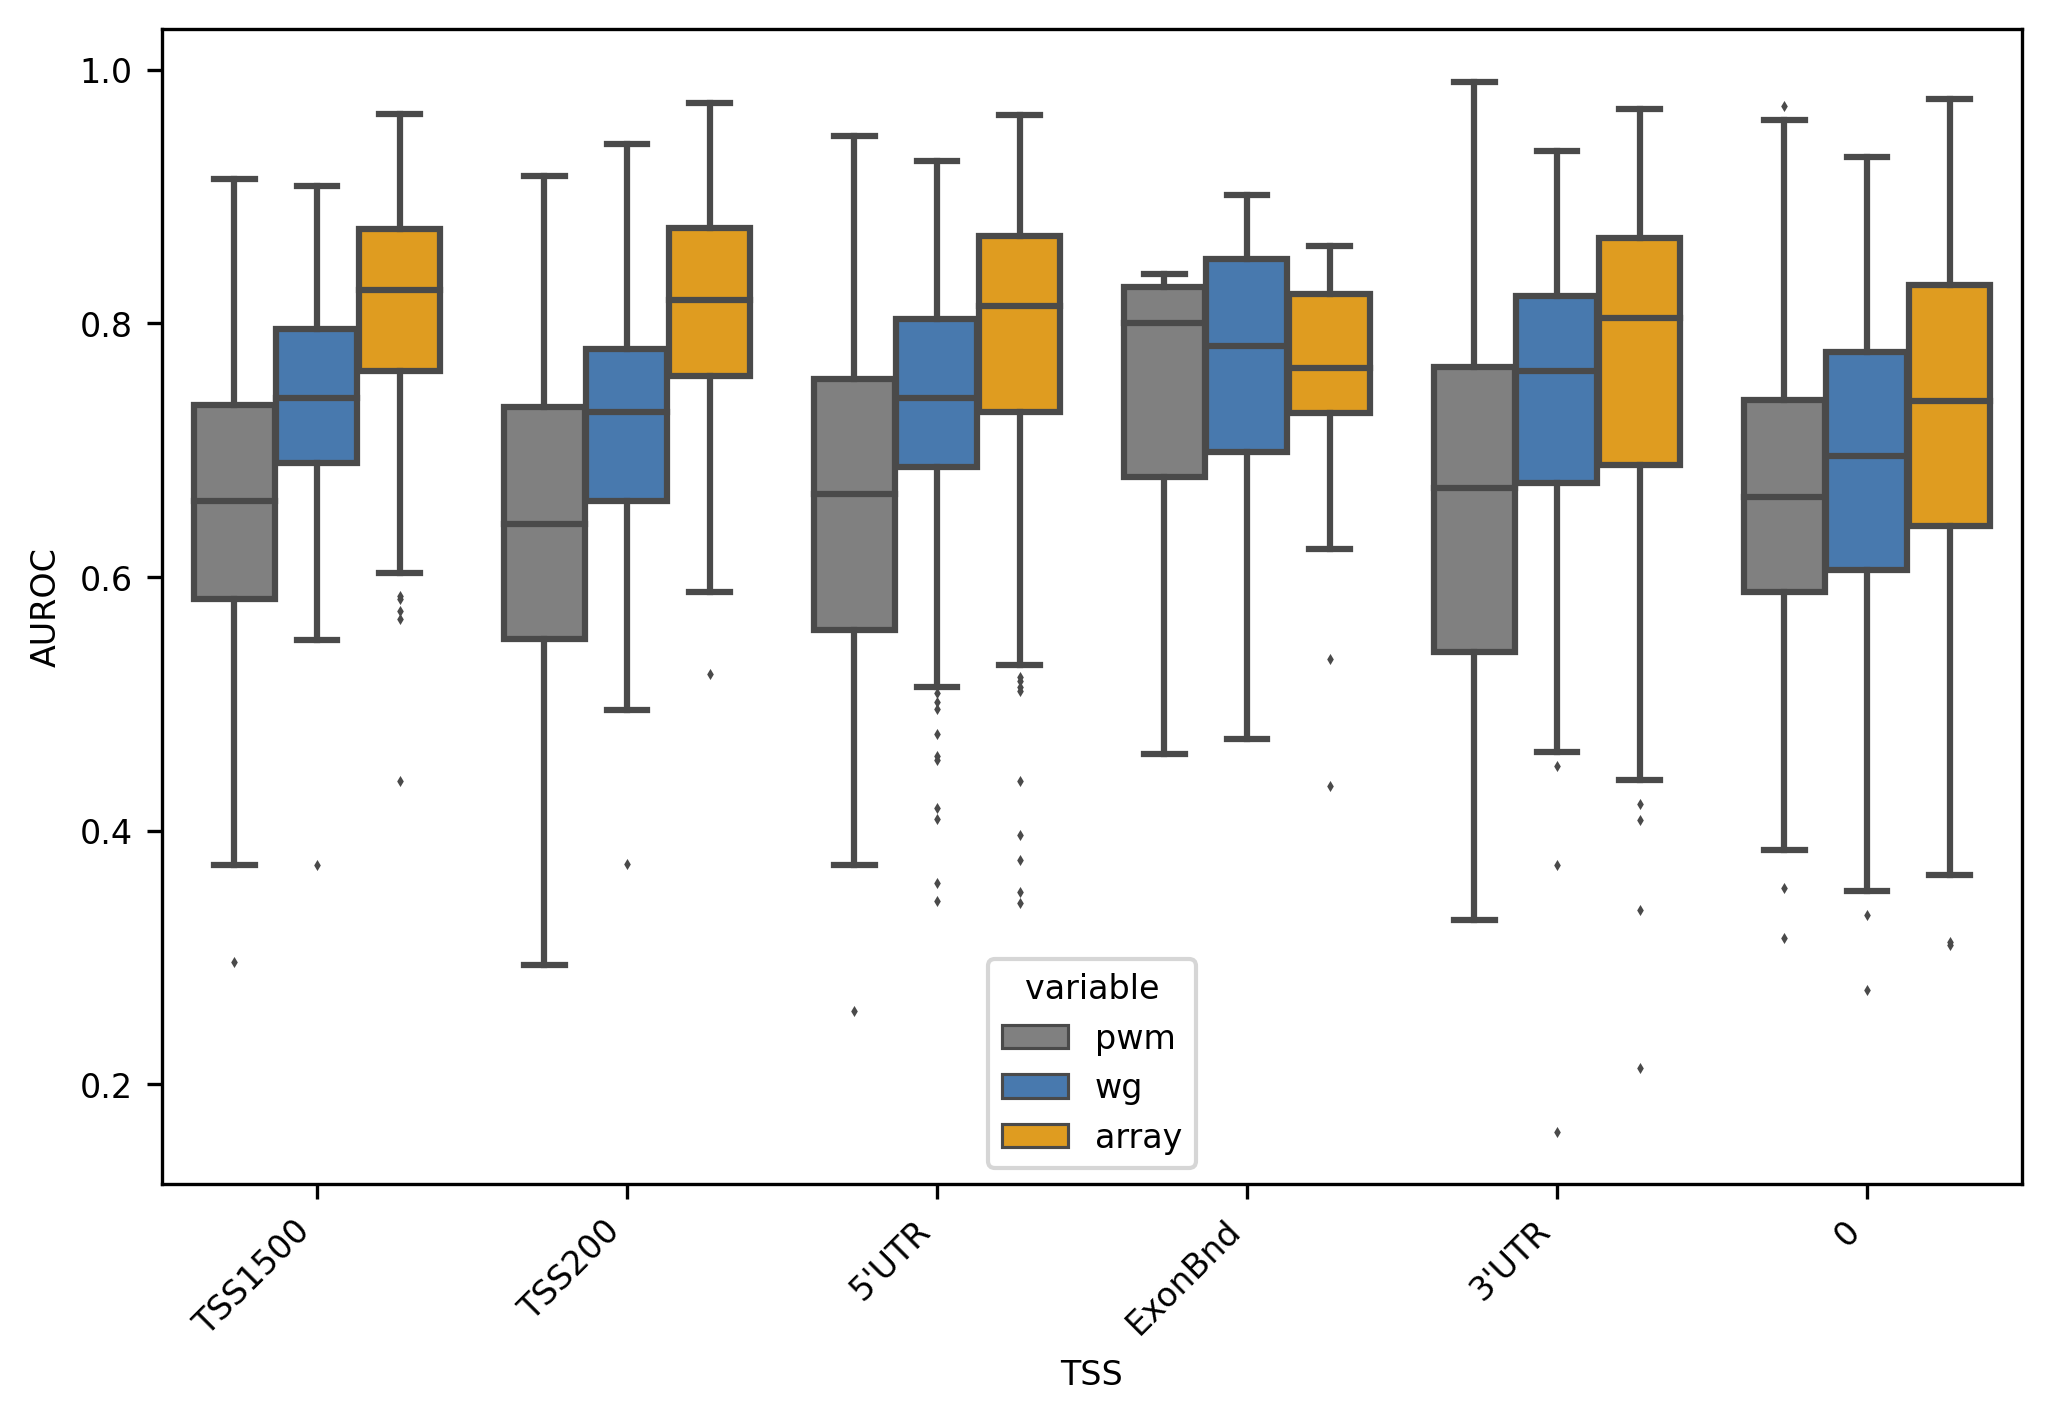 1.0
0.8
0.6
0.4
0.2
AUROC
variable
pwm
wg
array
TSS1500
TSS200
5'UTR
ExonBnd
3'UTR
0
TSS